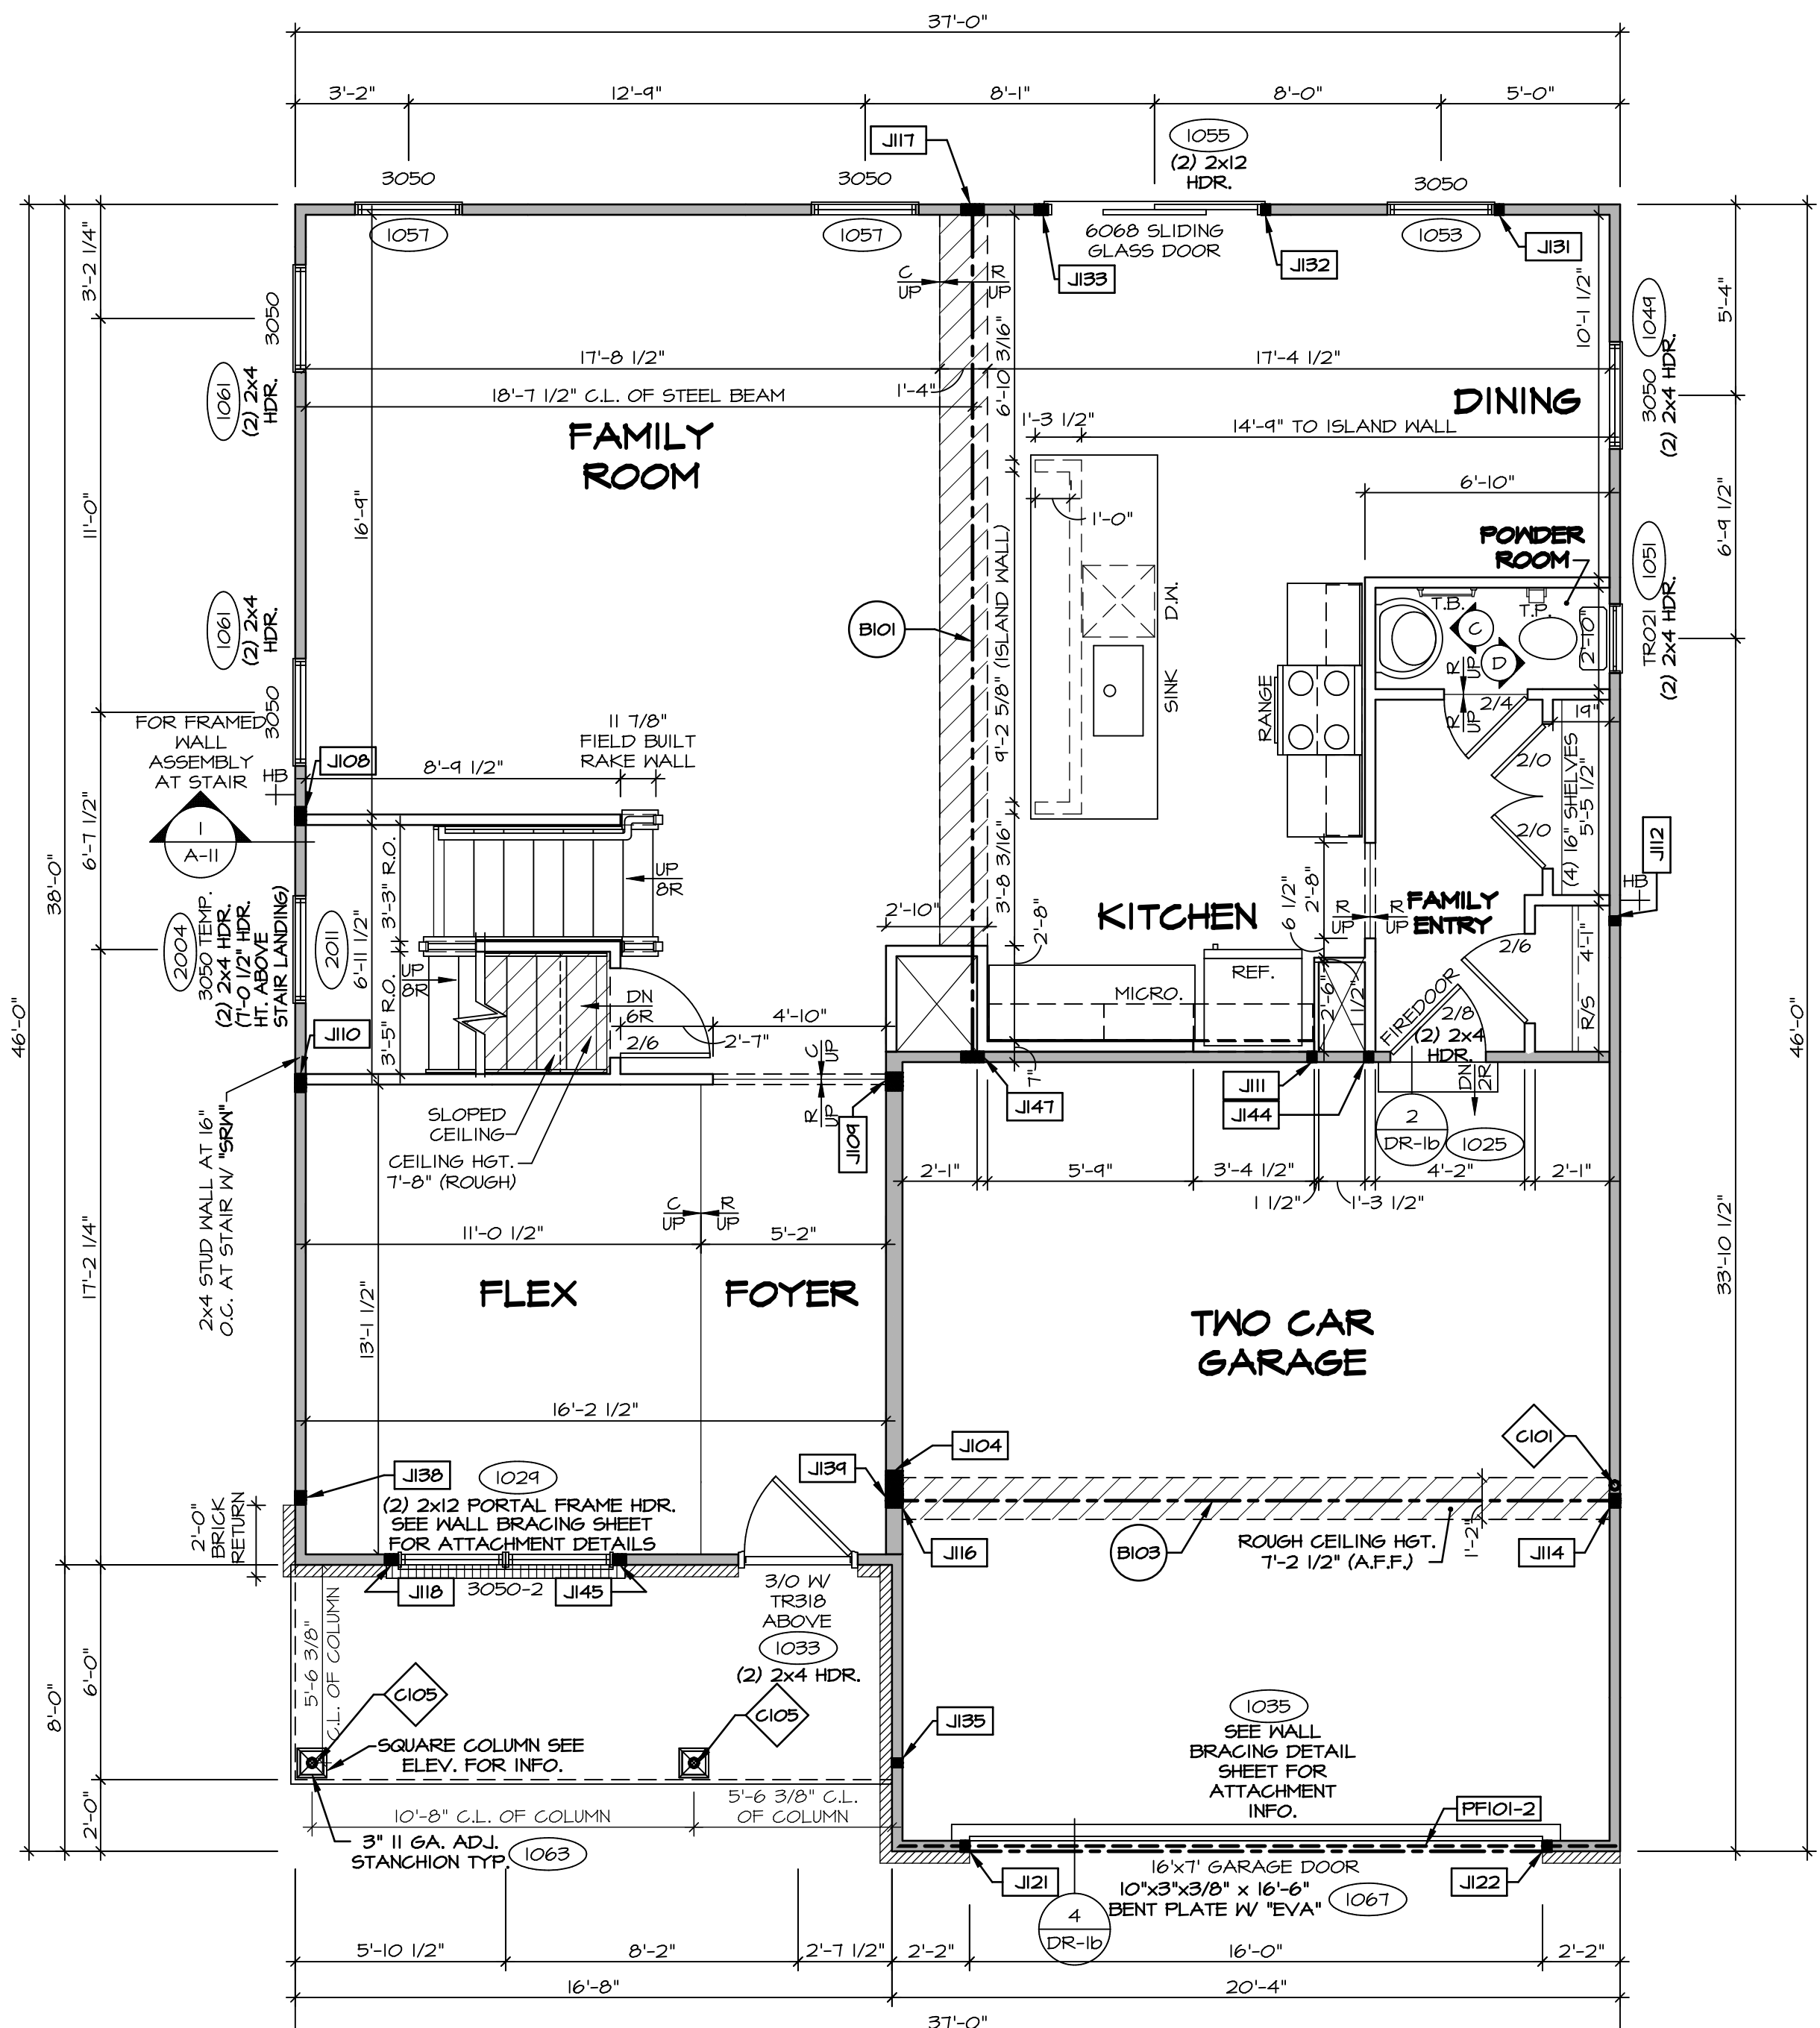 37'-0"
3'-2"
12'-9"
8'-1"
8'-0"
5'-0"
J117
1055
(2) 2x12
HDR.
3050
3050
3050
1057
1057
6068 SLIDING
GLASS DOOR
1053
J133
J132
J131
C
UP
R
UP
3'-2 1/4"
3050
1061
(2) 2x4
HDR.
11'-0"
1061
(2) 2x4
HDR.
3050
17'-8 1/2"
1'-4"
18'-7 1/2" C.L. OF STEEL BEAM
FAMILY
ROOM
16'-9"
6'-10 3/16"
17'-4 1/2"
10'-1 1/2"
DINING
1'-3 1/2"
14'-9" TO ISLAND WALL
1049
3050
(2) 2x4 HDR.
5'-4"
6'-10"
1'-0"
POWDER
ROOM
1051
TR021
(2) 2x4 HDR.
6'-9 1/2"
B101
9'-2 5/8" (ISLAND WALL)
D.W.
SINK
RANGE
T.B.
T.P.
C
D
2'-10"
R
UP
R
UP
2/4
19"
2/0
2/0
(4) 16" SHELVES
5'-5 1/2"
FOR FRAMED
WALL
ASSEMBLY
AT STAIR
HB
1
A-11
J108
8'-9 1/2"
11 7/8"
FIELD BUILT
RAKE WALL
6'-7 1/2"
38'-0"
46'-0"
2004
3050 TEMP.
(2) 2x4 HDR.
(7'-0 1/2" HDR.
HT. ABOVE
STAIR LANDING)
2011
6'-11 1/2"
3'-3" R.O.
3'-5" R.O.
UP
8R
UP
8R
DN
6R
2/6
2'-7"
4'-10"
J110
3'-8 3/16"
2'-10"
2'-8"
KITCHEN
6 1/2"
2'-8"
R
UP
R
UP
FAMILY
ENTRY
J112
HB
2/6
4'-1"
R/S
REF.
MICRO.
2'-6"
1/2"
FIREDOOR
2/8
(2) 2x4
HDR.
DN
2R
7"
J147
J111
J144
2
DR-1b
1025
C
UP
R
UP
J109
SLOPED
CEILING
CEILING HGT.
7'-8" (ROUGH)
2x4 STUD WALL AT 16"
O.C. AT STAIR W/ "SRW"
2'-1"
5'-9"
3'-4 1/2"
4'-2"
2'-1"
1 1/2"
1'-3 1/2"
C
UP
R
UP
11'-0 1/2"
5'-2"
17'-2 1/4"
13'-1 1/2"
FLEX
FOYER
TWO CAR
GARAGE
33'-10 1/2"
46'-0"
16'-2 1/2"
J138
1029
(2) 2x12 PORTAL FRAME HDR.
SEE WALL BRACING SHEET
FOR ATTACHMENT DETAILS
J139
J104
C101
2'-0"
BRICK
RETURN
J116
B103
ROUGH CEILING HGT.
7'-2 1/2" (A.F.F.)
1'-2"
J114
J118
3050-2
J145
3/0 W/
TR318
ABOVE
1033
(2) 2x4 HDR.
5'-6 3/8"
C.L. OF COLUMN
C105
C105
SQUARE COLUMN SEE
ELEV. FOR INFO.
6'-0"
8'-0"
2'-0"
J135
1035
SEE WALL
BRACING DETAIL
SHEET FOR
ATTACHMENT
INFO.
10'-8" C.L. OF COLUMN
5'-6 3/8" C.L.
OF COLUMN
3" 11 GA. ADJ.
STANCHION TYP.
1063
PF101-2
J121
16'x7' GARAGE DOOR
10"x3"x3/8" x 16'-6"
BENT PLATE W/ "EVA"
1067
J122
4
DR-1b
5'-10 1/2"
8'-2"
2'-7 1/2"
2'-2"
16'-0"
2'-2"
16'-8"
20'-4"
37'-0"